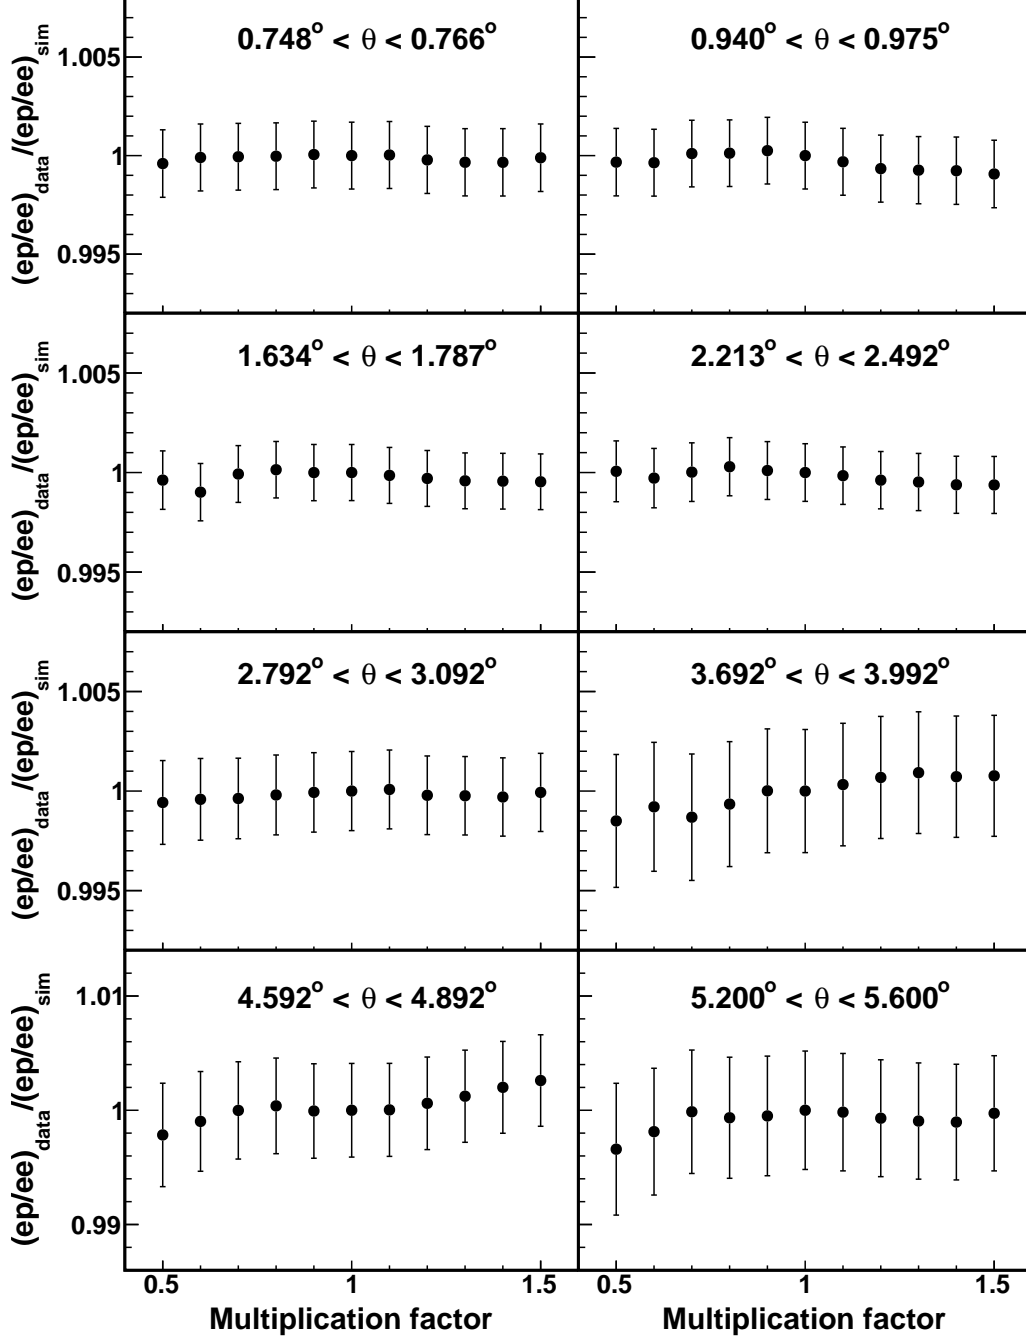 0.748° < θ < 0.766°
0.940° < θ < 0.975°
1.005
1
0.995
(ep/ee)data/(ep/ee)sim
1.634° < θ < 1.787°
2.213° < θ < 2.492°
1.005
1
0.995
(ep/ee)data/(ep/ee)sim
2.792° < θ < 3.092°
3.692° < θ < 3.992°
1.005
1
0.995
(ep/ee)data/(ep/ee)sim
4.592° < θ < 4.892°
5.200° < θ < 5.600°
1.01
1
0.99
(ep/ee)data/(ep/ee)sim
0.5 1 1.5
0.5 1 1.5
Multiplication factor
Multiplication factor